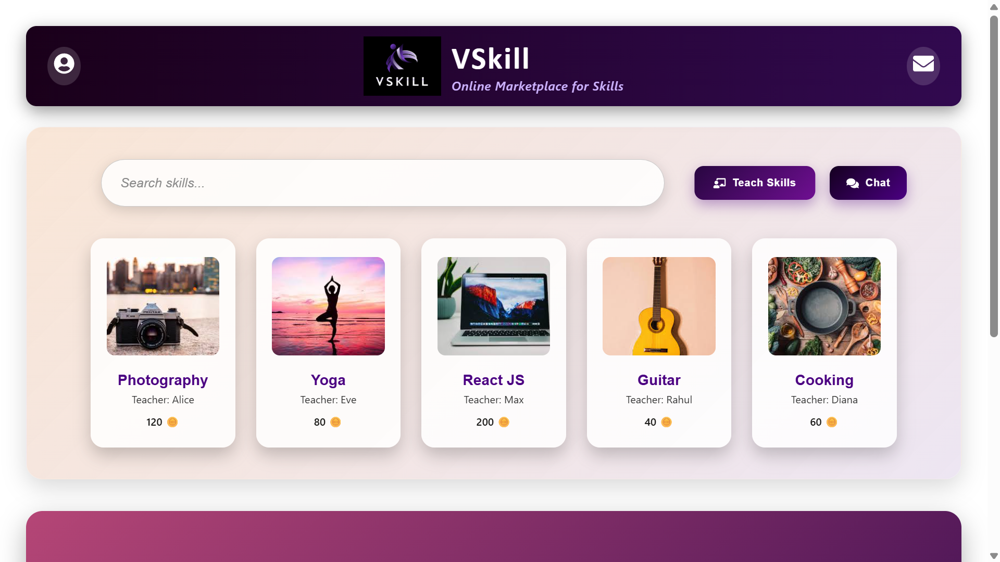 VSKILL
VSkill
Online Marketplace for Skills
Search skills...
Teach Skills
Chat
PENTAX
Photography
Teacher: Alice
120
Yoga
Teacher: Eve
80
React JS
Teacher: Max
200
Guitar
Teacher: Rahul
40
Cooking
Teacher: Diana
60